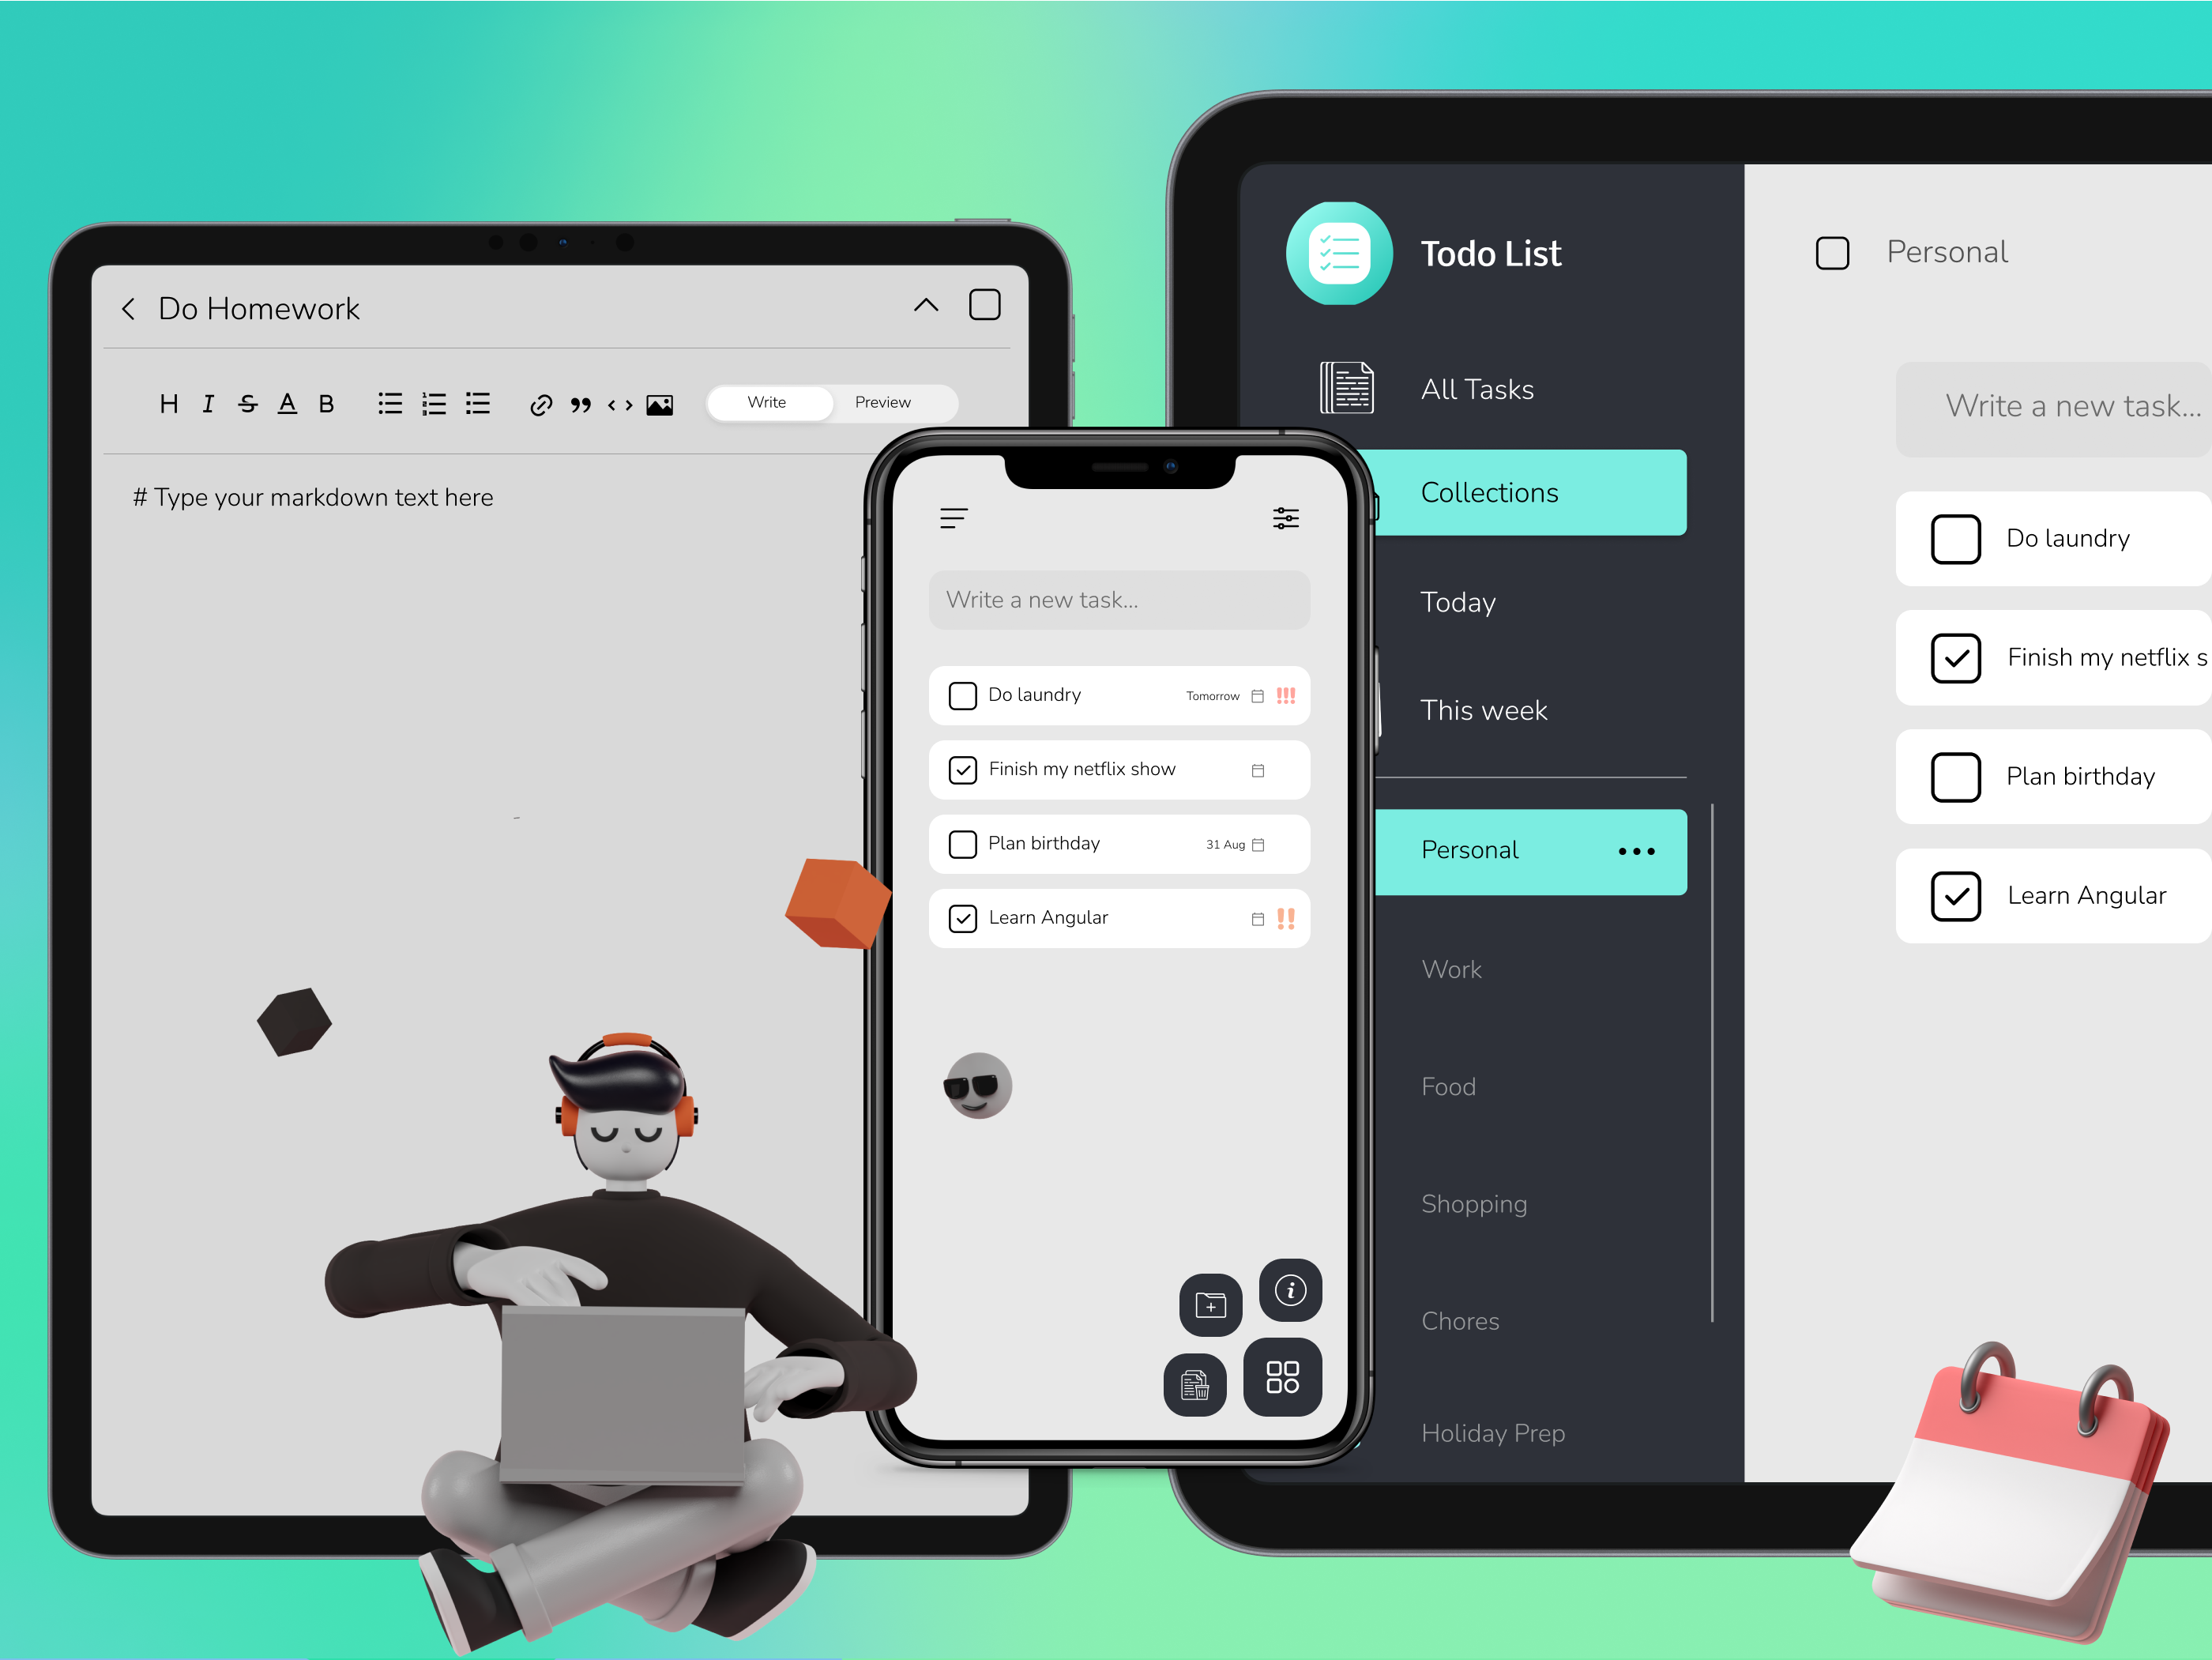 Do Homework
H I S A B
Write Preview
# Type your markdown text here
Write a new task...
Do laundry Tomorrow !!!
Finish my netflix show
Plan birthday 31 Aug
Learn Angular !!
Todo List
All Tasks
Collections
Today
This week
Personal
Work
Food
Shopping
Chores
Holiday Prep
Personal
Write a new task...
Do laundry
Finish my netflix s
Plan birthday
Learn Angular